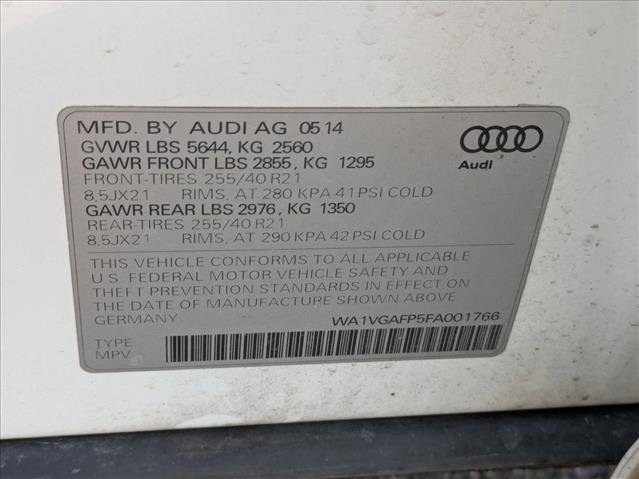 MFD. BY AUDI AG 05 14
GVWR LBS 5644, KG 2560
GAWR FRONT LBS 2855, KG 1295
FRONT-TIRES 255/40 R21
8,5JX21 RIMS, AT 280 KPA 41 PSI COLD
GAWR REAR LBS 2976, KG 1350
REAR-TIRES 255/40 R21
8,5JX21 RIMS, AT 290 KPA 42 PSI COLD
Audi
THIS VEHICLE CONFORMS TO ALL APPLICABLE
U.S. FEDERAL MOTOR VEHICLE SAFETY AND
THEFT PREVENTION STANDARDS IN EFFECT ON
THE DATE OF MANUFACTURE SHOWN ABOVE.
GERMANY WA1VGAFP5FA001766
TYPE:
MPV